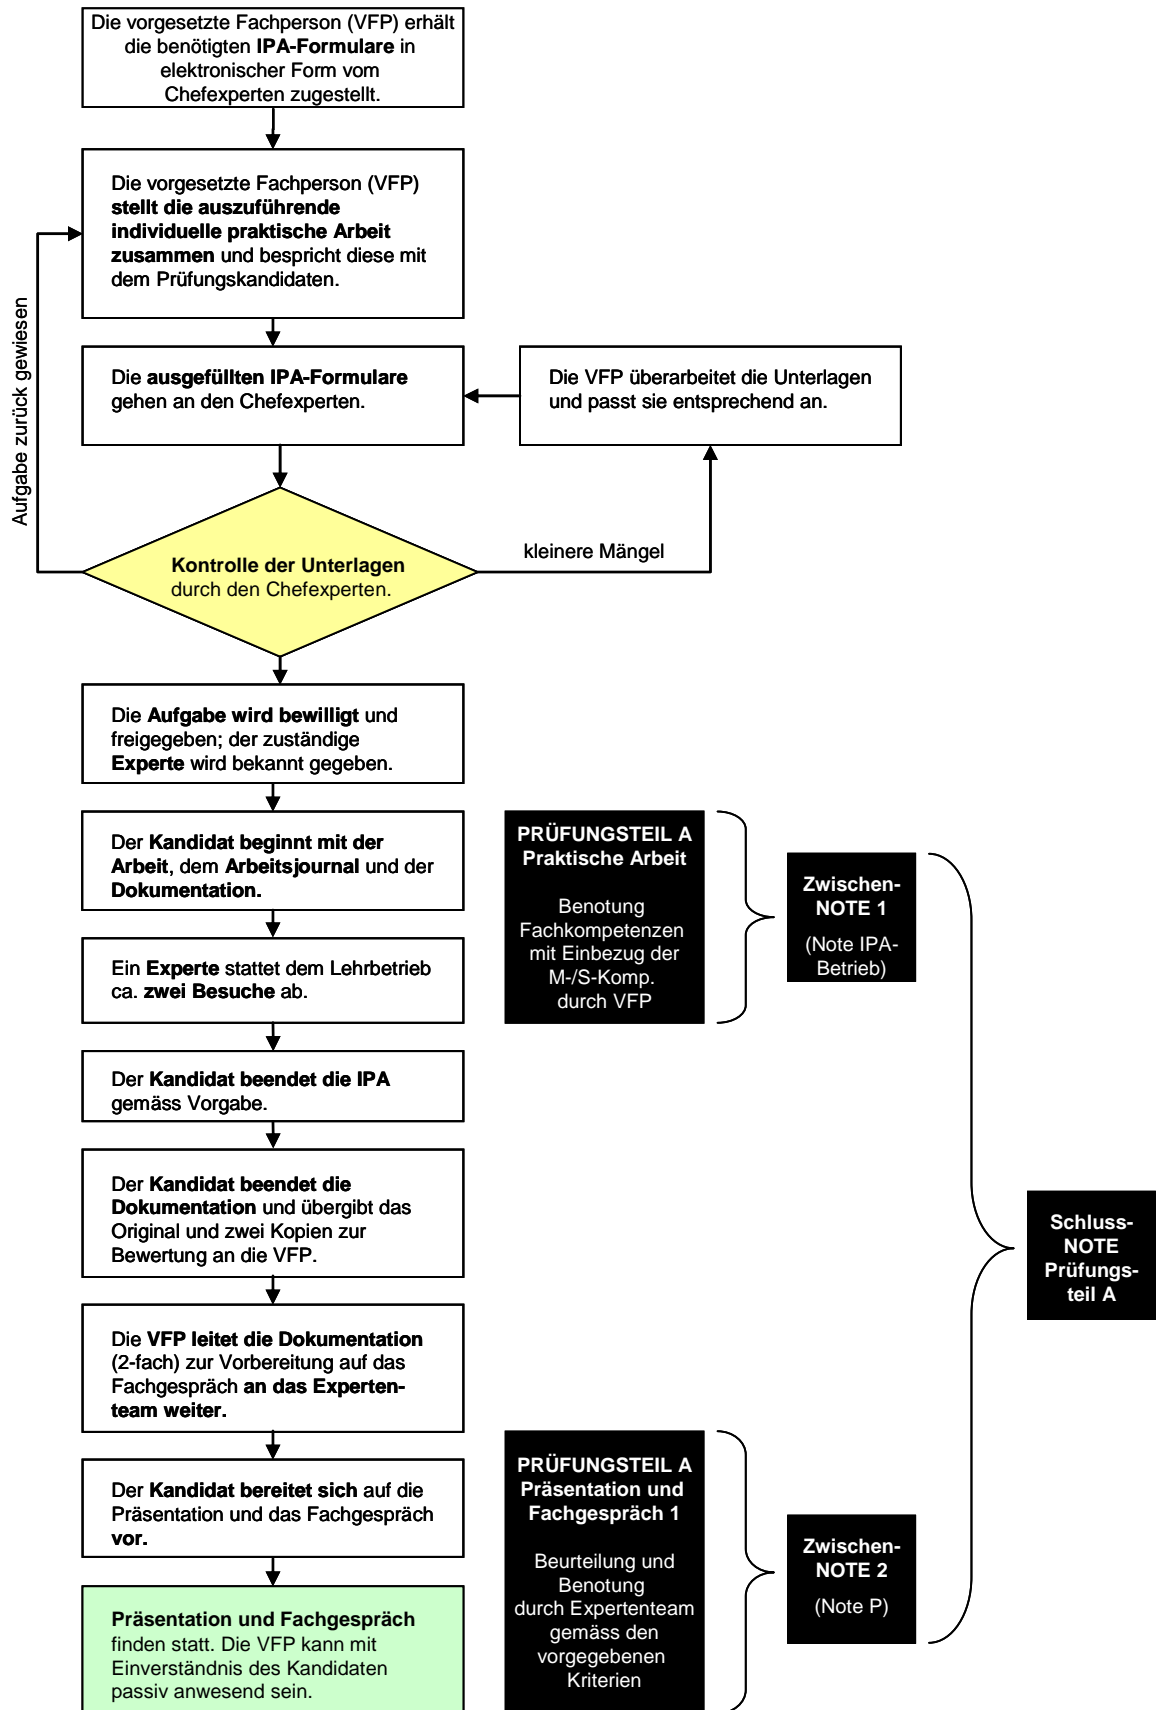 Die vorgesetzte Fachperson (VFP) erhält
die benötigten IPA-Formulare in
elektronischer Form vom
Chefexperten zugestellt.
Die vorgesetzte Fachperson (VFP)
stellt die auszuführende
individuelle praktische Arbeit
zusammen und bespricht diese mit
dem Prüfungskandidaten.
Aufgabe zurück gewiesen
Die ausgefüllten IPA-Formulare
gehen an den Chefexperten.
Die VFP überarbeitet die Unterlagen
und passt sie entsprechend an.
kleinere Mängel
Kontrolle der Unterlagen
durch den Chefexperten.
Die Aufgabe wird bewilligt und
freigegeben; der zuständige
Experte wird bekannt gegeben.
Der Kandidat beginnt mit der
Arbeit, dem Arbeitsjournal und der
Dokumentation.
Ein Experte stattet dem Lehrbetrieb
ca. zwei Besuche ab.
Der Kandidat beendet die IPA
gemäss Vorgabe.
Der Kandidat beendet die
Dokumentation und übergibt das
Original und zwei Kopien zur
Bewertung an die VFP.
Die VFP leitet die Dokumentation
(2-fach) zur Vorbereitung auf das
Fachgespräch an das Experten-
team weiter.
Der Kandidat bereitet sich auf die
Präsentation und das Fachgespräch
vor.
Präsentation und Fachgespräch
finden statt. Die VFP kann mit
Einverständnis des Kandidaten
passiv anwesend sein.
PRÜFUNGSTEIL A
Praktische Arbeit
Benotung
Fachkompetenzen
mit Einbezug der
M-/S-Komp.
durch VFP
Zwischen-
NOTE 1
(Note IPA-
Betrieb)
PRÜFUNGSTEIL A
Präsentation und
Fachgespräch 1
Beurteilung und
Benotung
durch Expertenteam
gemäss den
vorgegebenen
Kriterien
Zwischen-
NOTE 2
(Note P)
Schluss-
NOTE
Prüfungs-
teil A